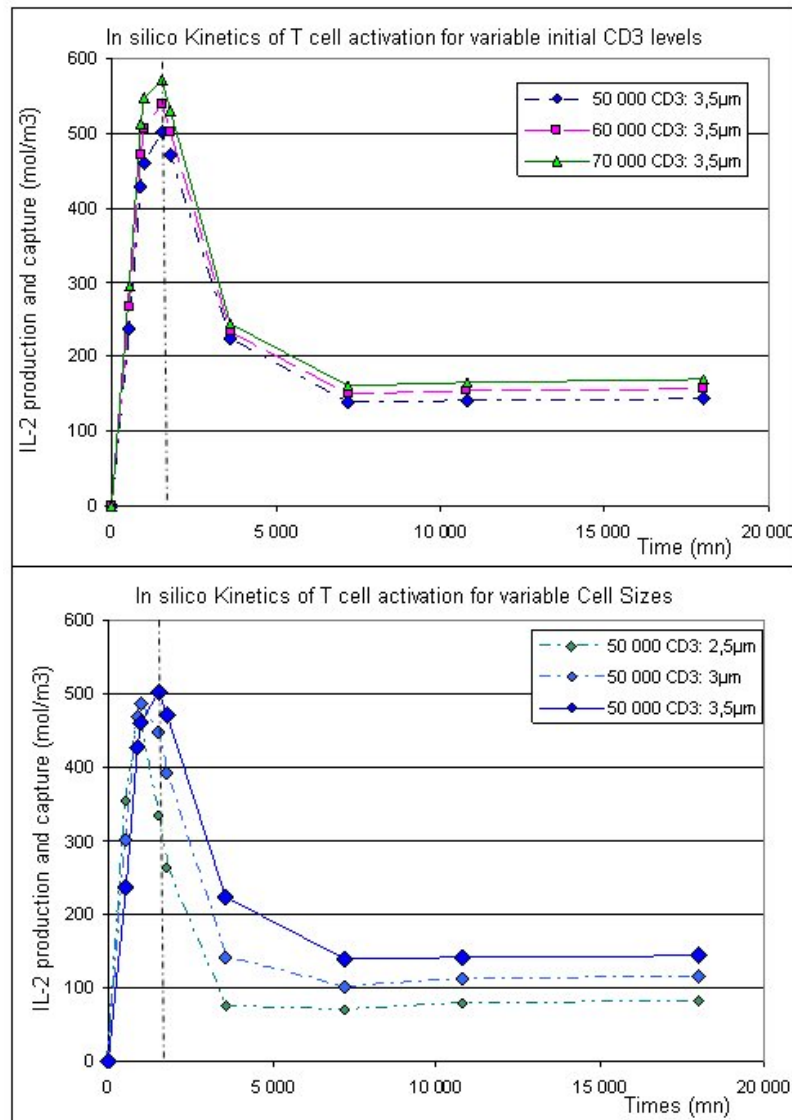 In silico Kinetics of T cell activation for variable initial CD3 levels
IL-2 production and capture (mol/m3)
600
500
400
300
200
100
0
50 000 CD3: 3,5µm
60 000 CD3: 3,5µm
70 000 CD3: 3,5µm
0 5 000 10 000 15 000 20 000
Time (mn)
In silico Kinetics of T cell activation for variable Cell Sizes
IL-2 production and capture (mol/m3)
600
500
400
300
200
100
0
50 000 CD3: 2,5µm
50 000 CD3: 3µm
50 000 CD3: 3,5µm
0 5 000 10 000 15 000 20 000
Times (mn)